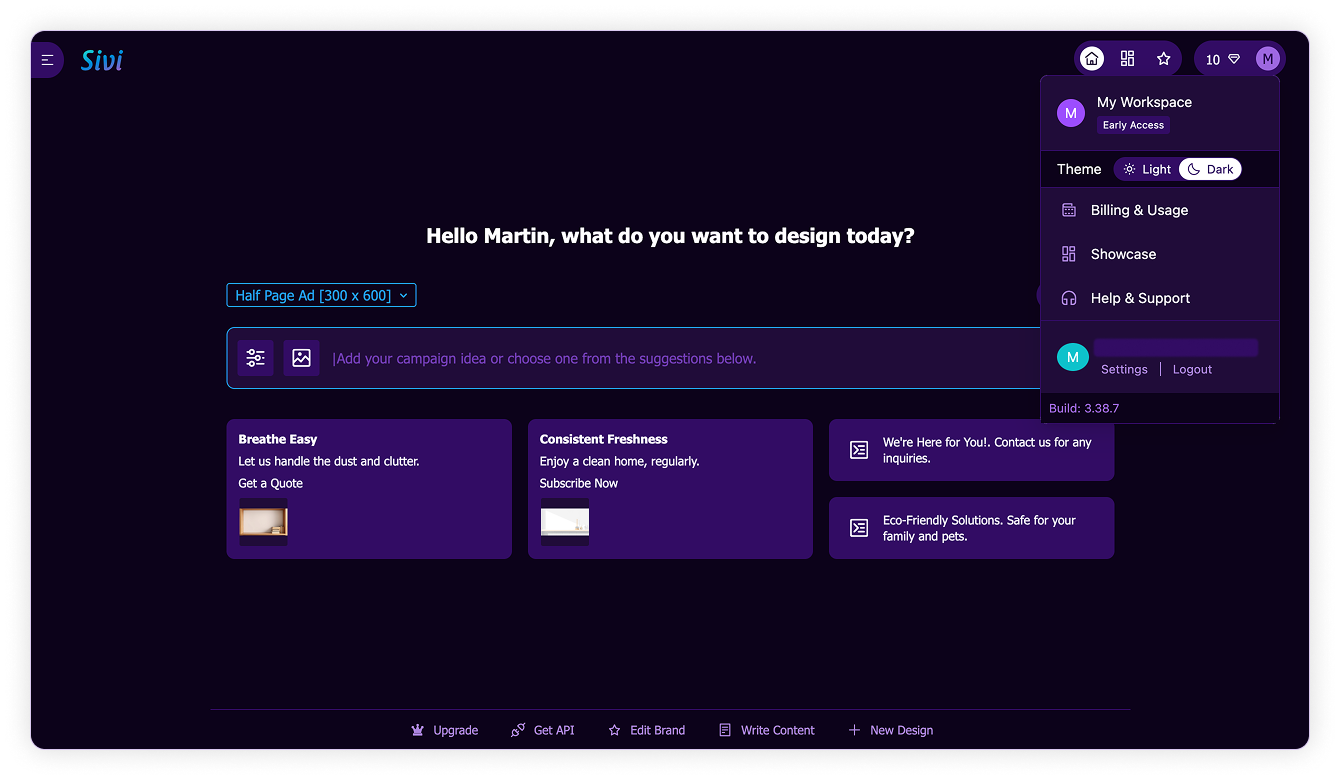 Sivi
10
M
M
My Workspace
Early Access
Theme
Light
Dark
Billing & Usage
Showcase
Help & Support
M
Settings
Logout
Build: 3.38.7
Hello Martin, what do you want to design today?
Half Page Ad [300 x 600]
|Add your campaign idea or choose one from the suggestions below.
Breathe Easy
Let us handle the dust and clutter.
Get a Quote
Consistent Freshness
Enjoy a clean home, regularly.
Subscribe Now
We're Here for You!. Contact us for any
inquiries.
Eco-Friendly Solutions. Safe for your
family and pets.
Upgrade
Get API
Edit Brand
Write Content
New Design